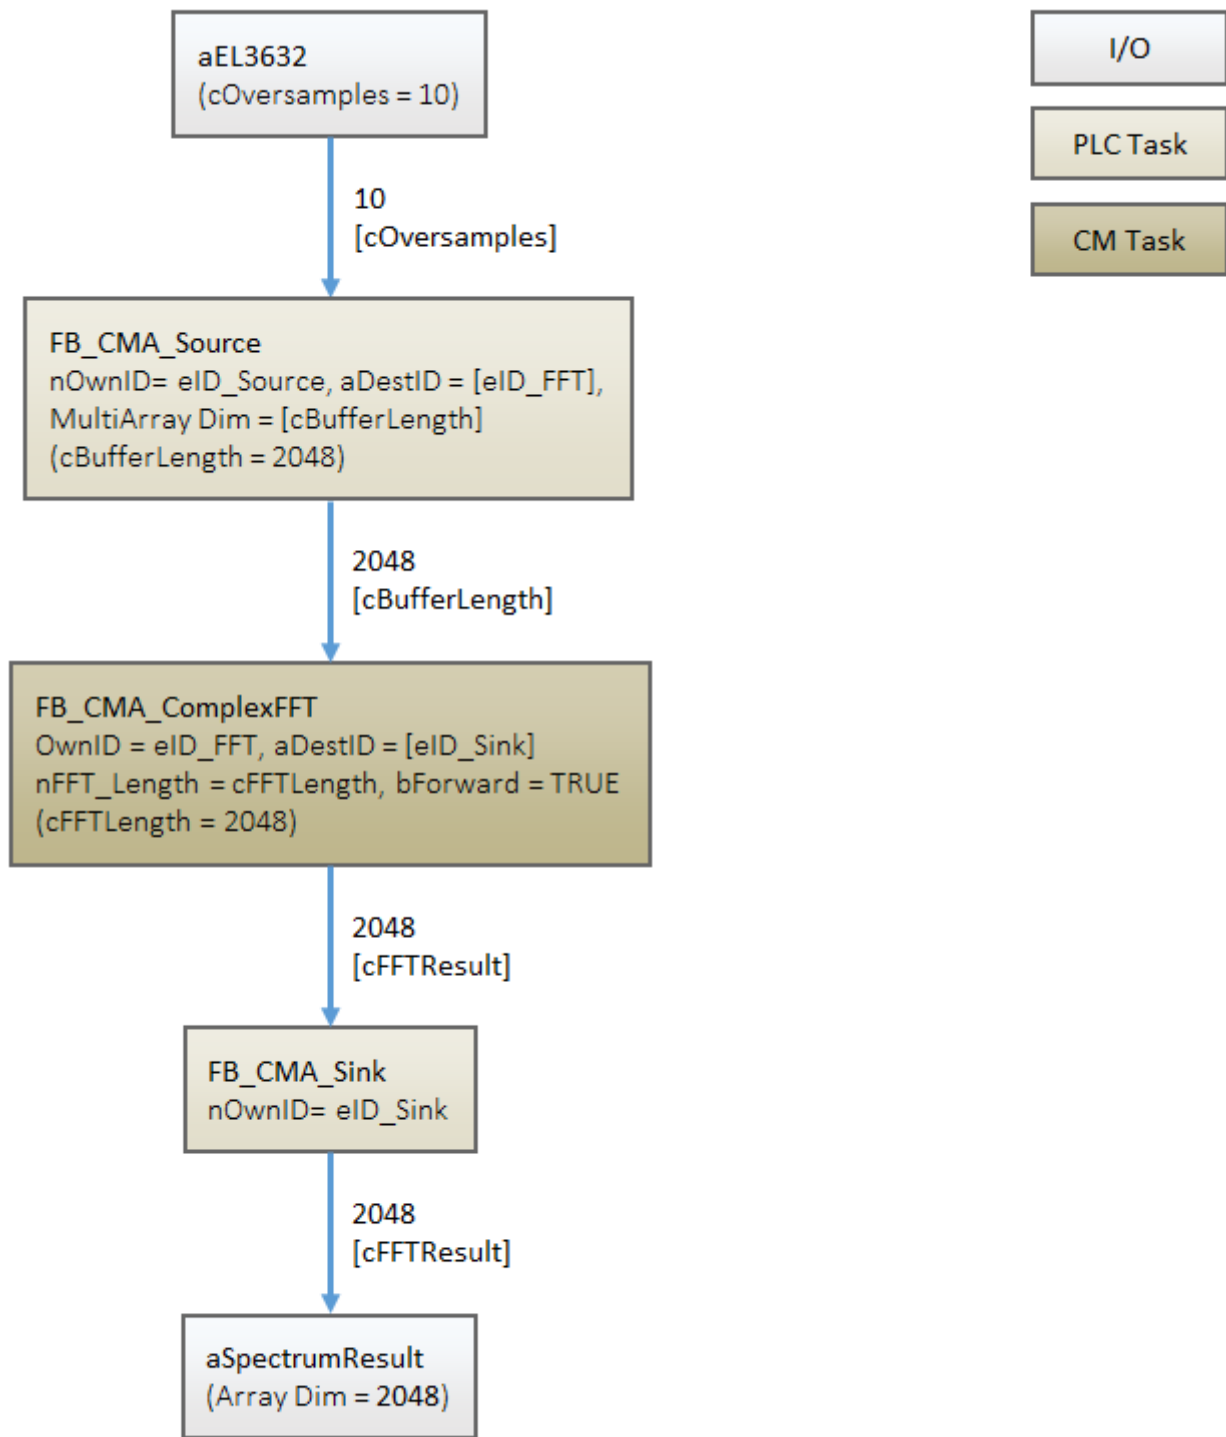 aEL3632
(cOversamples = 10)
I/O
PLC Task
CM Task
10
[cOversamples]
FB_CMA_Source
nOwnID= eID_Source, aDestID = [eID_FFT],
MultiArray Dim = [cBufferLength]
(cBufferLength = 2048)
2048
[cBufferLength]
FB_CMA_ComplexFFT
OwnID = eID_FFT, aDestID = [eID_Sink]
nFFT_Length = cFFTLength, bForward = TRUE
(cFFTLength = 2048)
2048
[cFFTResult]
FB_CMA_Sink
nOwnID= eID_Sink
2048
[cFFTResult]
aSpectrumResult
(Array Dim = 2048)